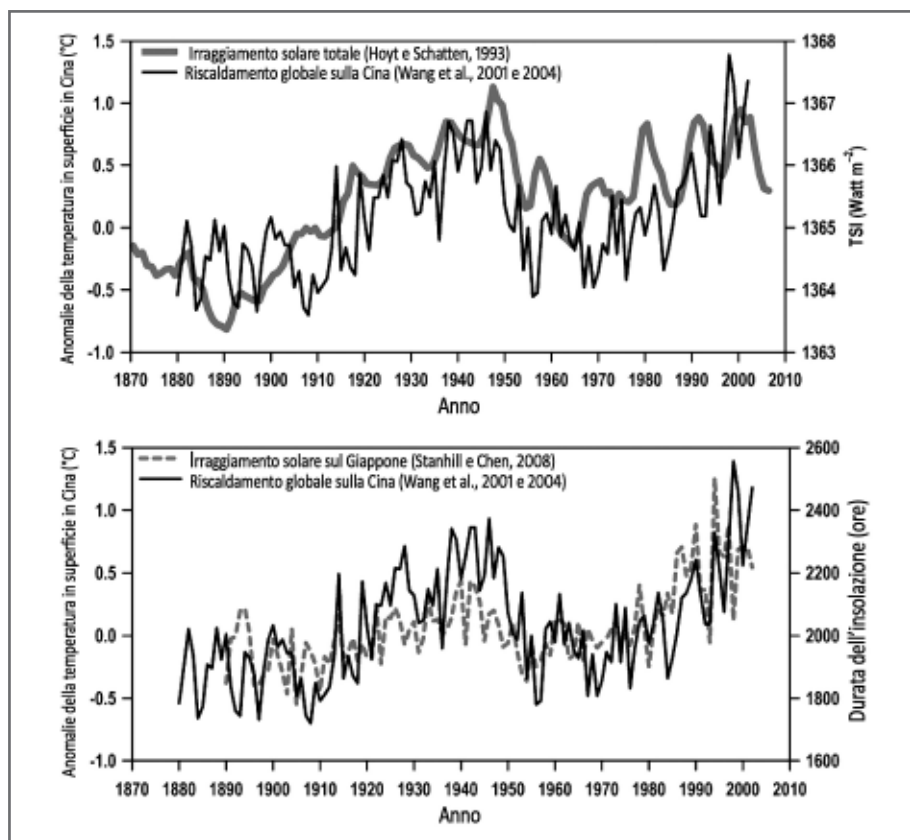 1.5
1.0
0.5
0.0
-0.5
-1.0
Anomalie della temperatura in superficie in Cina (°C)
Irraggiamento solare totale (Hoyt e Schatten, 1993)
Riscaldamento globale sulla Cina (Wang et al., 2001 e 2004)
1368
1367
1366
1365
1364
1363
TSI (Watt m⁻²)
1870 1880 1890 1900 1910 1920 1930 1940 1950 1960 1970 1980 1990 2000 2010
Anno
1.5
1.0
0.5
0.0
-0.5
-1.0
Anomalie della temperatura in superficie in Cina (°C)
Irraggiamento solare sul Giappone (Stanhill e Chen, 2008)
Riscaldamento globale sulla Cina (Wang et al., 2001 e 2004)
2600
2400
2200
2000
1800
1600
Durata dell'insolazione (ore)
1870 1880 1890 1900 1910 1920 1930 1940 1950 1960 1970 1980 1990 2000 2010
Anno